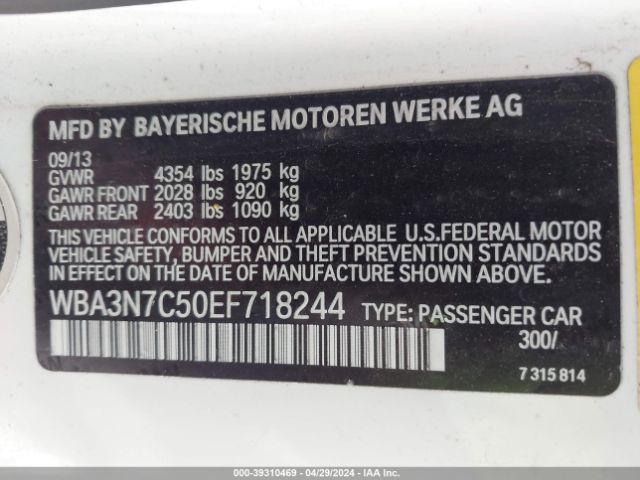 MFD BY BAYERISCHE MOTOREN WERKE AG
09/13
GVWR 4354 lbs 1975 kg
GAWR FRONT 2028 lbs 920 kg
GAWR REAR 2403 lbs 1090 kg
THIS VEHICLE CONFORMS TO ALL APPLICABLE U.S.FEDERAL MOTOR
VEHICLE SAFETY, BUMPER AND THEFT PREVENTION STANDARDS
IN EFFECT ON THE DATE OF MANUFACTURE SHOWN ABOVE.
WBA3N7C50EF718244 TYPE: PASSENGER CAR
300/
7 315 814
000-39310469 • 04/29/2024 • IAA Inc.